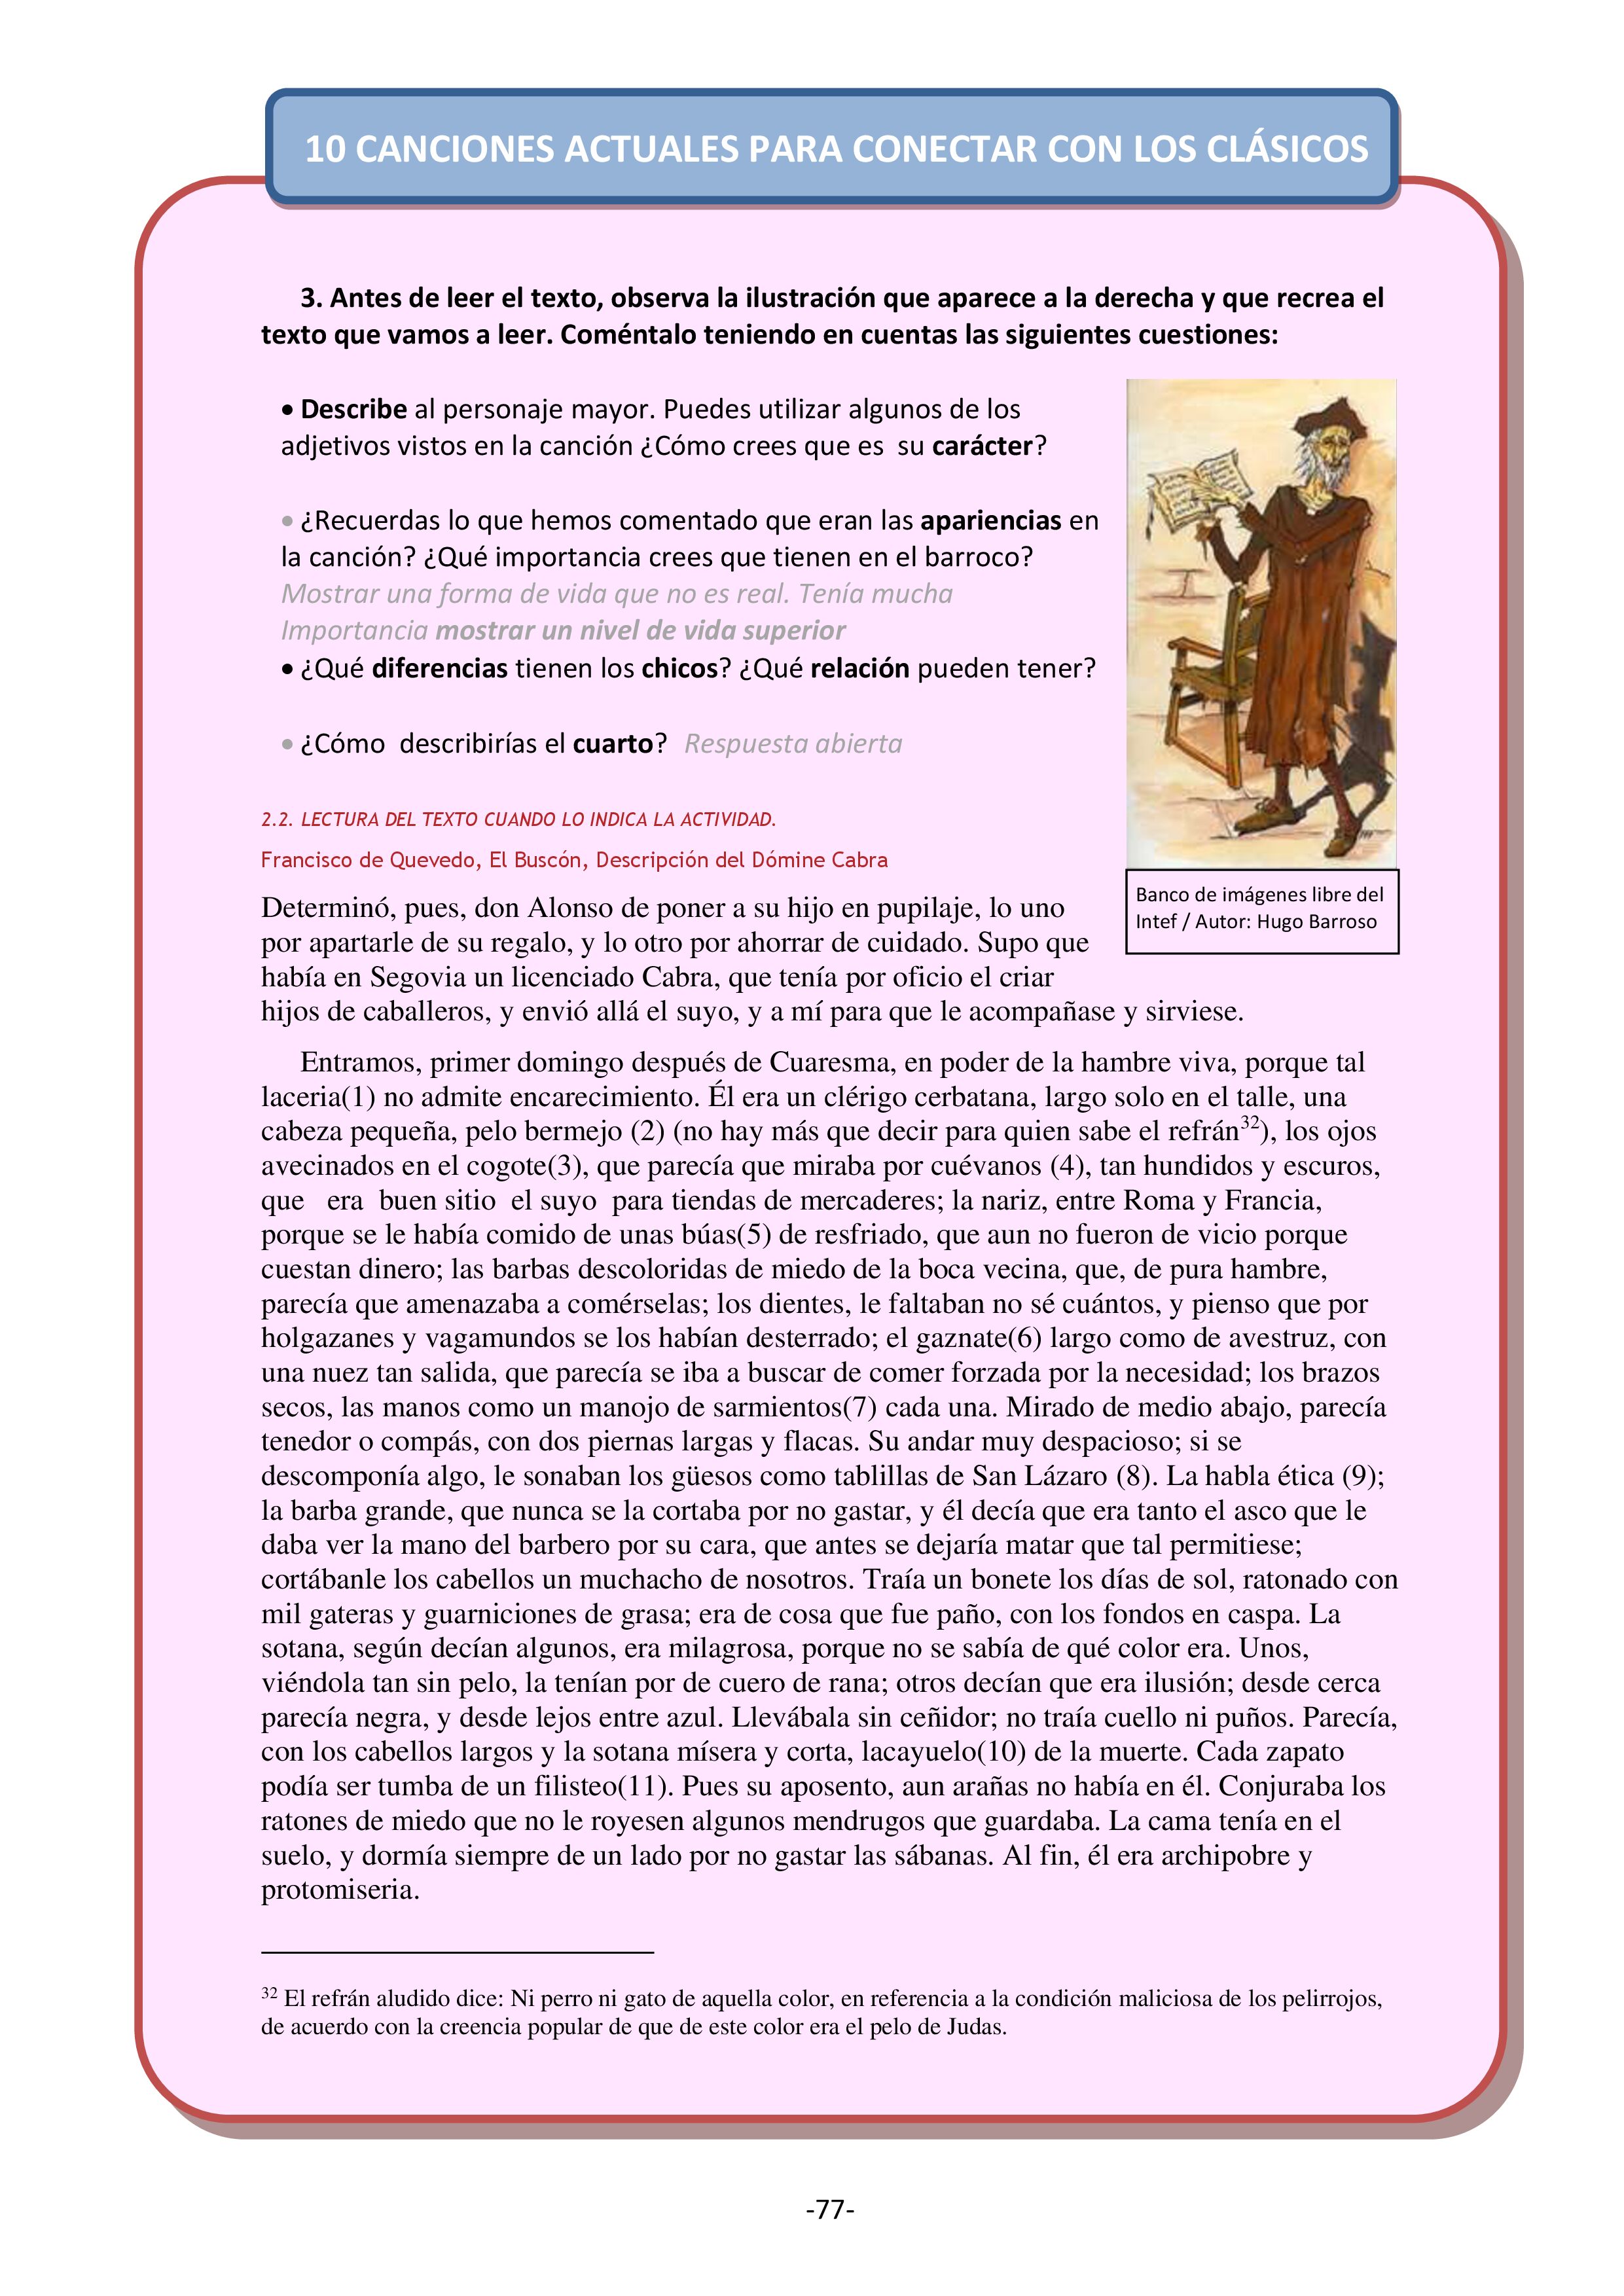 10 CANCIONES ACTUALES PARA CONECTAR CON LOS CLÁSICOS
3. Antes de leer el texto, observa la ilustración que aparece a la derecha y que recrea el
texto que vamos a leer. Coméntalo teniendo en cuentas las siguientes cuestiones:
• Describe al personaje mayor. Puedes utilizar algunos de los
adjetivos vistos en la canción ¿Cómo crees que es su carácter?
• ¿Recuerdas lo que hemos comentado que eran las apariencias en
la canción? ¿Qué importancia crees que tienen en el barroco?
Mostrar una forma de vida que no es real. Tenía mucha
Importancia mostrar un nivel de vida superior
• ¿Qué diferencias tienen los chicos? ¿Qué relación pueden tener?
• ¿Cómo describirías el cuarto? Respuesta abierta
2.2. LECTURA DEL TEXTO CUANDO LO INDICA LA ACTIVIDAD.
Francisco de Quevedo, El Buscón, Descripción del Dómine Cabra
Banco de imágenes libre del
Intef / Autor: Hugo Barroso
Determinó, pues, don Alonso de poner a su hijo en pupilaje, lo uno
por apartarle de su regalo, y lo otro por ahorrar de cuidado. Supo que
había en Segovia un licenciado Cabra, que tenía por oficio el criar
hijos de caballeros, y envió allá el suyo, y a mí para que le acompañase y sirviese.
Entramos, primer domingo después de Cuaresma, en poder de la hambre viva, porque tal
laceria(1) no admite encarecimiento. Él era un clérigo cerbatana, largo solo en el talle, una
cabeza pequeña, pelo bermejo (2) (no hay más que decir para quien sabe el refrán32), los ojos
avecinados en el cogote(3), que parecía que miraba por cuévanos (4), tan hundidos y escuros,
que era buen sitio el suyo para tiendas de mercaderes; la nariz, entre Roma y Francia,
porque se le había comido de unas búas(5) de resfriado, que aun no fueron de vicio porque
cuestan dinero; las barbas descoloridas de miedo de la boca vecina, que, de pura hambre,
parecía que amenazaba a comérselas; los dientes, le faltaban no sé cuántos, y pienso que por
holgazanes y vagamundos se los habían desterrado; el gaznate(6) largo como de avestruz, con
una nuez tan salida, que parecía se iba a buscar de comer forzada por la necesidad; los brazos
secos, las manos como un manojo de sarmientos(7) cada una. Mirado de medio abajo, parecía
tenedor o compás, con dos piernas largas y flacas. Su andar muy despacioso; si se
descomponía algo, le sonaban los güesos como tablillas de San Lázaro (8). La habla ética (9);
la barba grande, que nunca se la cortaba por no gastar, y él decía que era tanto el asco que le
daba ver la mano del barbero por su cara, que antes se dejaría matar que tal permitiese;
cortábanle los cabellos un muchacho de nosotros. Traía un bonete los días de sol, ratonado con
mil gateras y guarniciones de grasa; era de cosa que fue paño, con los fondos en caspa. La
sotana, según decían algunos, era milagrosa, porque no se sabía de qué color era. Unos,
viéndola tan sin pelo, la tenían por de cuero de rana; otros decían que era ilusión; desde cerca
parecía negra, y desde lejos entre azul. Llevábala sin ceñidor; no traía cuello ni puños. Parecía,
con los cabellos largos y la sotana mísera y corta, lacayuelo(10) de la muerte. Cada zapato
podía ser tumba de un filisteo(11). Pues su aposento, aun arañas no había en él. Conjuraba los
ratones de miedo que no le royesen algunos mendrugos que guardaba. La cama tenía en el
suelo, y dormía siempre de un lado por no gastar las sábanas. Al fin, él era archipobre y
protomiseria.
32 El refrán aludido dice: Ni perro ni gato de aquella color, en referencia a la condición maliciosa de los pelirrojos,
de acuerdo con la creencia popular de que de este color era el pelo de Judas.
-77-